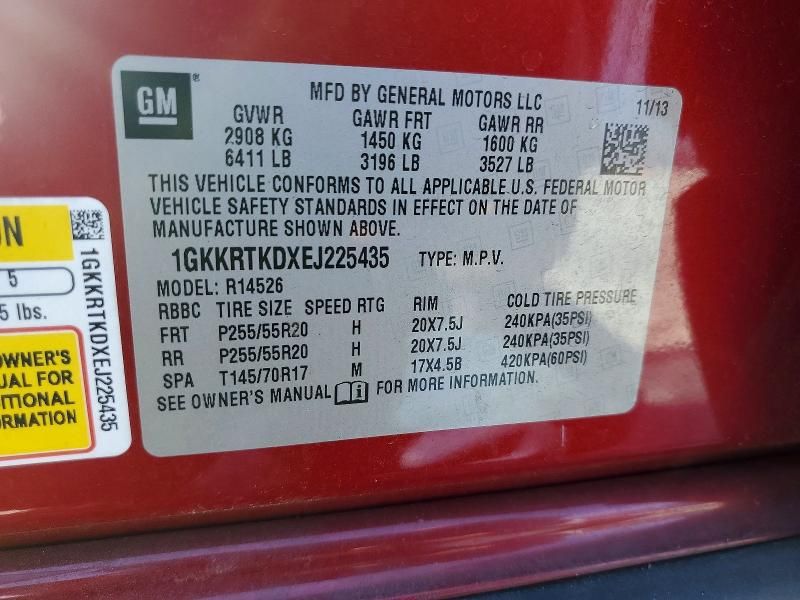 GM®
MFD BY GENERAL MOTORS LLC 11/13
GVWR GAWR FRT GAWR RR
2908 KG 1450 KG 1600 KG
6411 LB 3196 LB 3527 LB
THIS VEHICLE CONFORMS TO ALL APPLICABLE U.S. FEDERAL MOTOR
VEHICLE SAFETY STANDARDS IN EFFECT ON THE DATE OF
MANUFACTURE SHOWN ABOVE.
1GKKRTKDXEJ225435 TYPE: M.P.V.
MODEL: R14526
RBBC TIRE SIZE SPEED RTG RIM COLD TIRE PRESSURE
FRT P255/55R20 H 20X7.5J 240KPA(35PSI)
RR P255/55R20 H 20X7.5J 240KPA(35PSI)
SPA T145/70R17 M 17X4.5B 420KPA(60PSI)
SEE OWNER'S MANUAL FOR MORE INFORMATION.
ON
5
5 lbs.
OWNER'S
UAL FOR
ITIONAL
ORMATION
1GKKRTKDXEJ225435